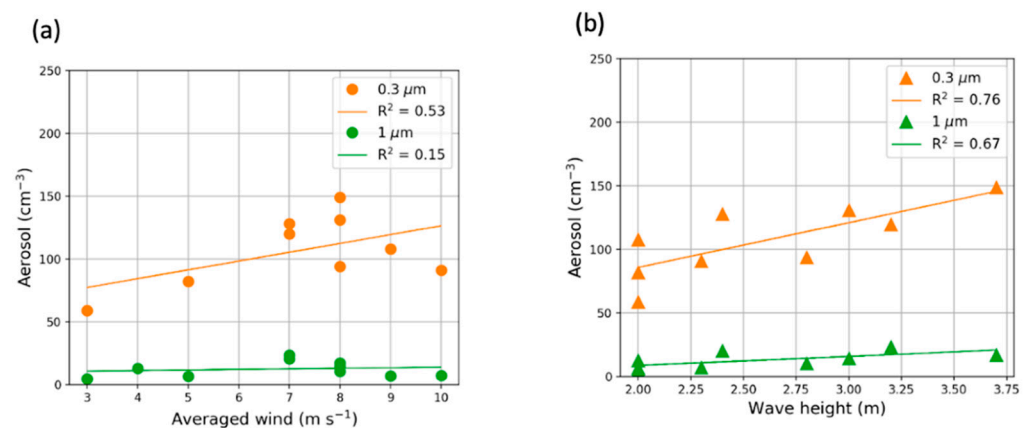 (a)
250
200
150
100
50
0
Aerosol (cm⁻³)
0.3 μm
R² = 0.53
1 μm
R² = 0.15
3 4 5 6 7 8 9 10
Averaged wind (m s⁻¹)
(b)
250
200
150
100
50
0
Aerosol (cm⁻³)
0.3 μm
R² = 0.76
1 μm
R² = 0.67
2.00 2.25 2.50 2.75 3.00 3.25 3.50 3.75
Wave height (m)